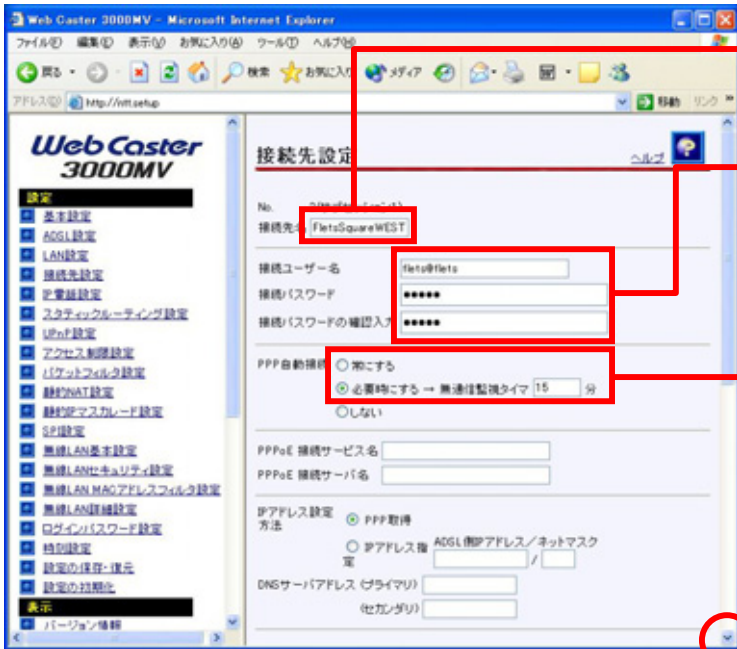 Web Caster 3000MV - Microsoft Internet Explorer
ファイル(F) 編集(E) 表示(V) お気に入り(A) ツール(T) ヘルプ(H)
戻る 検索 お気に入り メディア
アドレス(D) http://ntt.setup 移動 リンク »
Web Caster
3000MV
設定
基本設定
ADSL設定
LAN設定
接続先設定
IP電話設定
スタティックルーティング設定
UPnP設定
アクセス制限設定
パケットフィルタ設定
静的NAT設定
静的IPマスカレード設定
SPI設定
無線LAN基本設定
無線LANセキュリティ設定
無線LAN MACアドレスフィルタ設定
無線LAN詳細設定
ログインパスワード設定
時刻設定
設定の保存・復元
設定の初期化
表示
バージョン情報
接続先設定
ヘルプ ?
No.
接続先名 FletsSquareWEST
接続ユーザー名 flets@flets
接続パスワード ●●●●●
接続パスワードの確認入力 ●●●●●
PPP自動接続 常にする
必要時にする → 無通信監視タイマ 15 分
しない
PPPoE 接続サービス名
PPPoE 接続サーバ名
IPアドレス設定方法 PPP取得
IPアドレス指定 ADSL側IPアドレス/ネットマスク
/
DNSサーバアドレス (プライマリ)
(セカンダリ)